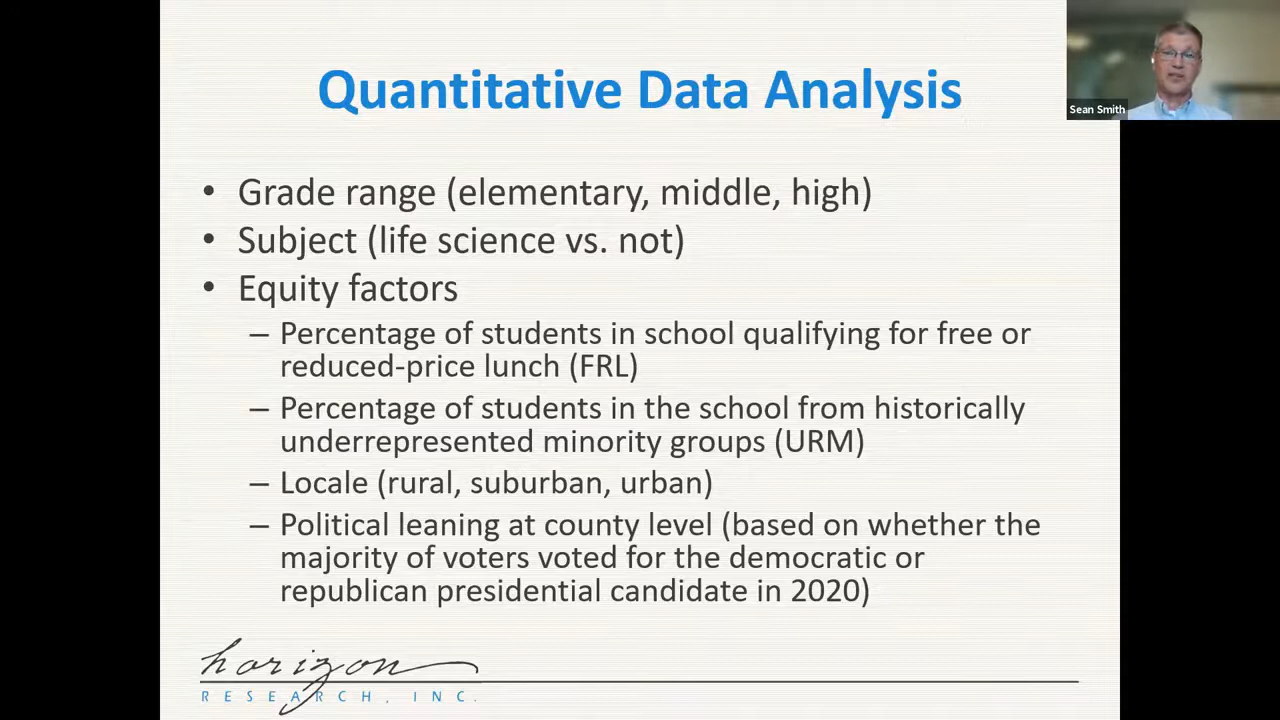 Quantitative Data Analysis
Sean Smith
• Grade range (elementary, middle, high)
• Subject (life science vs. not)
• Equity factors
– Percentage of students in school qualifying for free or
reduced-price lunch (FRL)
– Percentage of students in the school from historically
underrepresented minority groups (URM)
– Locale (rural, suburban, urban)
– Political leaning at county level (based on whether the
majority of voters voted for the democratic or
republican presidential candidate in 2020)
horizon
RESEARCH, INC.